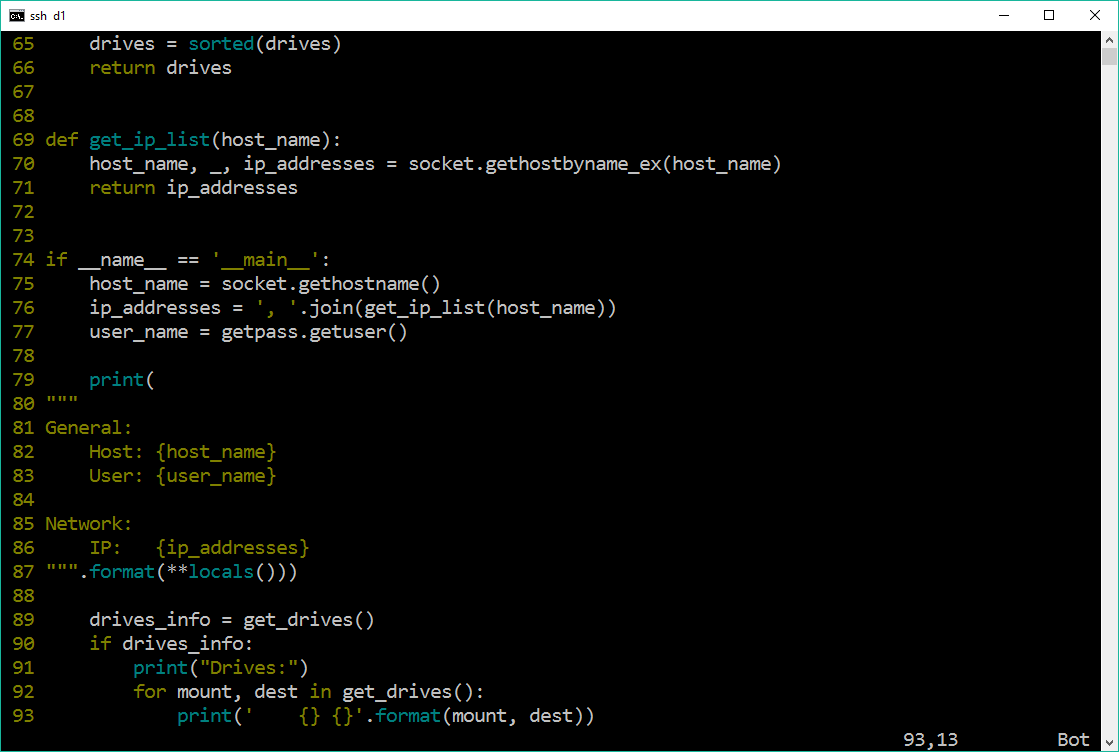 ssh d1
65     drives = sorted(drives)
66     return drives
67
68
69 def get_ip_list(host_name):
70     host_name, _, ip_addresses = socket.gethostbyname_ex(host_name)
71     return ip_addresses
72
73
74 if __name__ == '__main__':
75     host_name = socket.gethostname()
76     ip_addresses = ', '.join(get_ip_list(host_name))
77     user_name = getpass.getuser()
78
79     print(
80 """
81 General:
82     Host: {host_name}
83     User: {user_name}
84
85 Network:
86     IP:   {ip_addresses}
87 """.format(**locals()))
88
89     drives_info = get_drives()
90     if drives_info:
91         print("Drives:")
92         for mount, dest in get_drives():
93             print('    {} {}'.format(mount, dest))
93,13         Bot